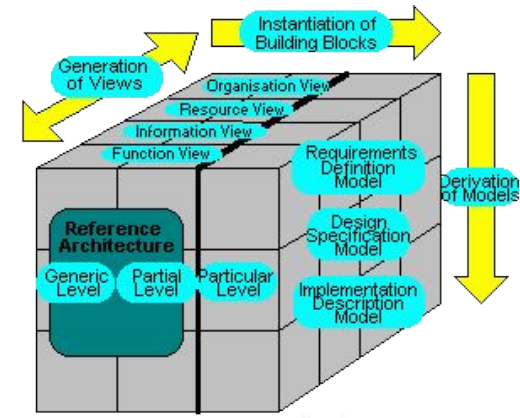 Instantiation of
Building Blocks
Generation
of Views
Organisation View
Resource View
Information View
Function View
Requirements
Definition
Model
Derivation
of Models
Reference
Architecture
Design
Specification
Model
Generic
Level
Partial
Level
Particular
Level
Implementation
Description
Model